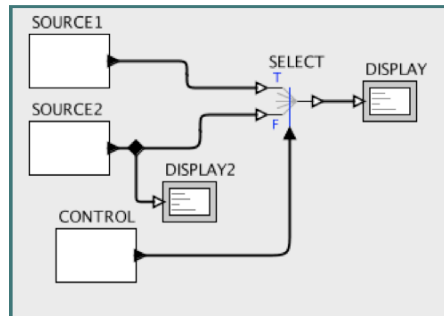 SOURCE1
SELECT
T
DISPLAY
SOURCE2
F
DISPLAY2
CONTROL